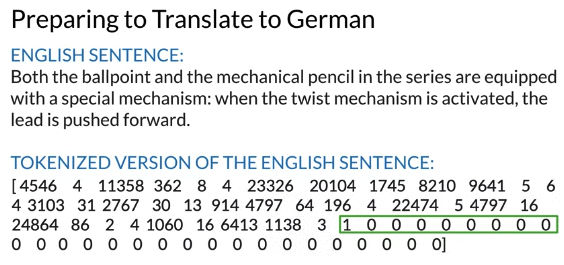 Preparing to Translate to German
ENGLISH SENTENCE:
Both the ballpoint and the mechanical pencil in the series are equipped
with a special mechanism: when the twist mechanism is activated, the
lead is pushed forward.
TOKENIZED VERSION OF THE ENGLISH SENTENCE:
[ 4546 4 11358 362 8 4 23326 20104 1745 8210 9641 5 6
4 3103 31 2767 30 13 914 4797 64 196 4 22474 5 4797 16
24864 86 2 4 1060 16 6413 1138 3 1 0 0 0 0 0 0 0 0
0 0 0 0 0 0 0 0 0 0 0 0 0 0 0 0 0 0]